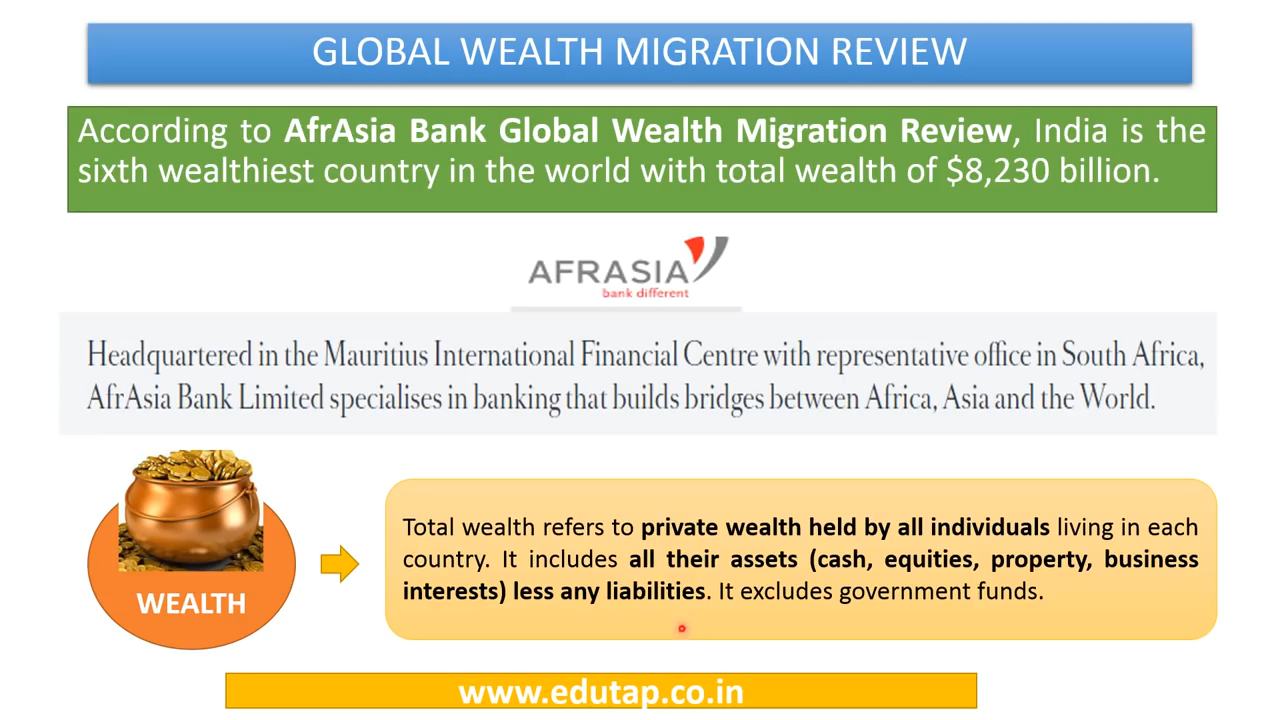 GLOBAL WEALTH MIGRATION REVIEW
According to AfrAsia Bank Global Wealth Migration Review, India is the
sixth wealthiest country in the world with total wealth of $8,230 billion.
AFRASIA
bank different
Headquartered in the Mauritius International Financial Centre with representative office in South Africa,
AfrAsia Bank Limited specialises in banking that builds bridges between Africa, Asia and the World.
WEALTH
Total wealth refers to private wealth held by all individuals living in each
country. It includes all their assets (cash, equities, property, business
interests) less any liabilities. It excludes government funds.
www.edutap.co.in